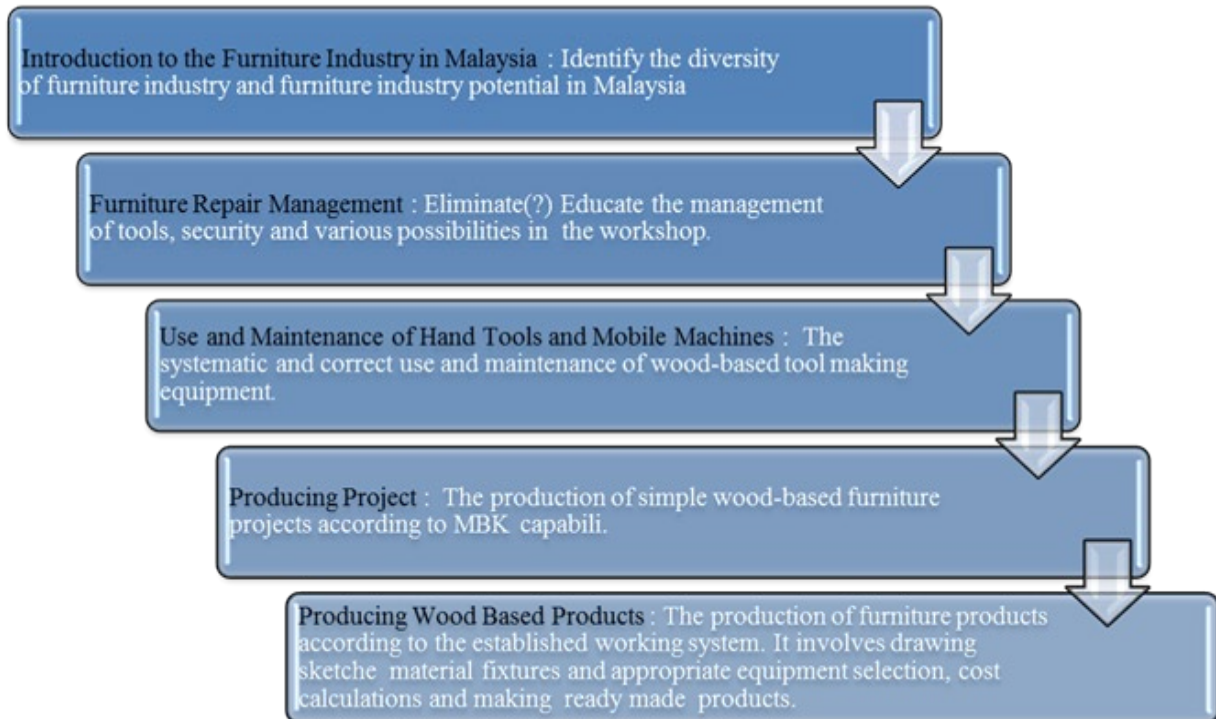 Introduction to the Furniture Industry in Malaysia : Identify the diversity
of furniture industry and furniture industry potential in Malaysia
Furniture Repair Management : Eliminate(?) Educate the management
of tools, security and various possibilities in the workshop.
Use and Maintenance of Hand Tools and Mobile Machines : The
systematic and correct use and maintenance of wood-based tool making
equipment.
Producing Project : The production of simple wood-based furniture
projects according to MBK capabili.
Producing Wood Based Products : The production of furniture products
according to the established working system. It involves drawing
sketche material fixtures and appropriate equipment selection, cost
calculations and making ready made products.